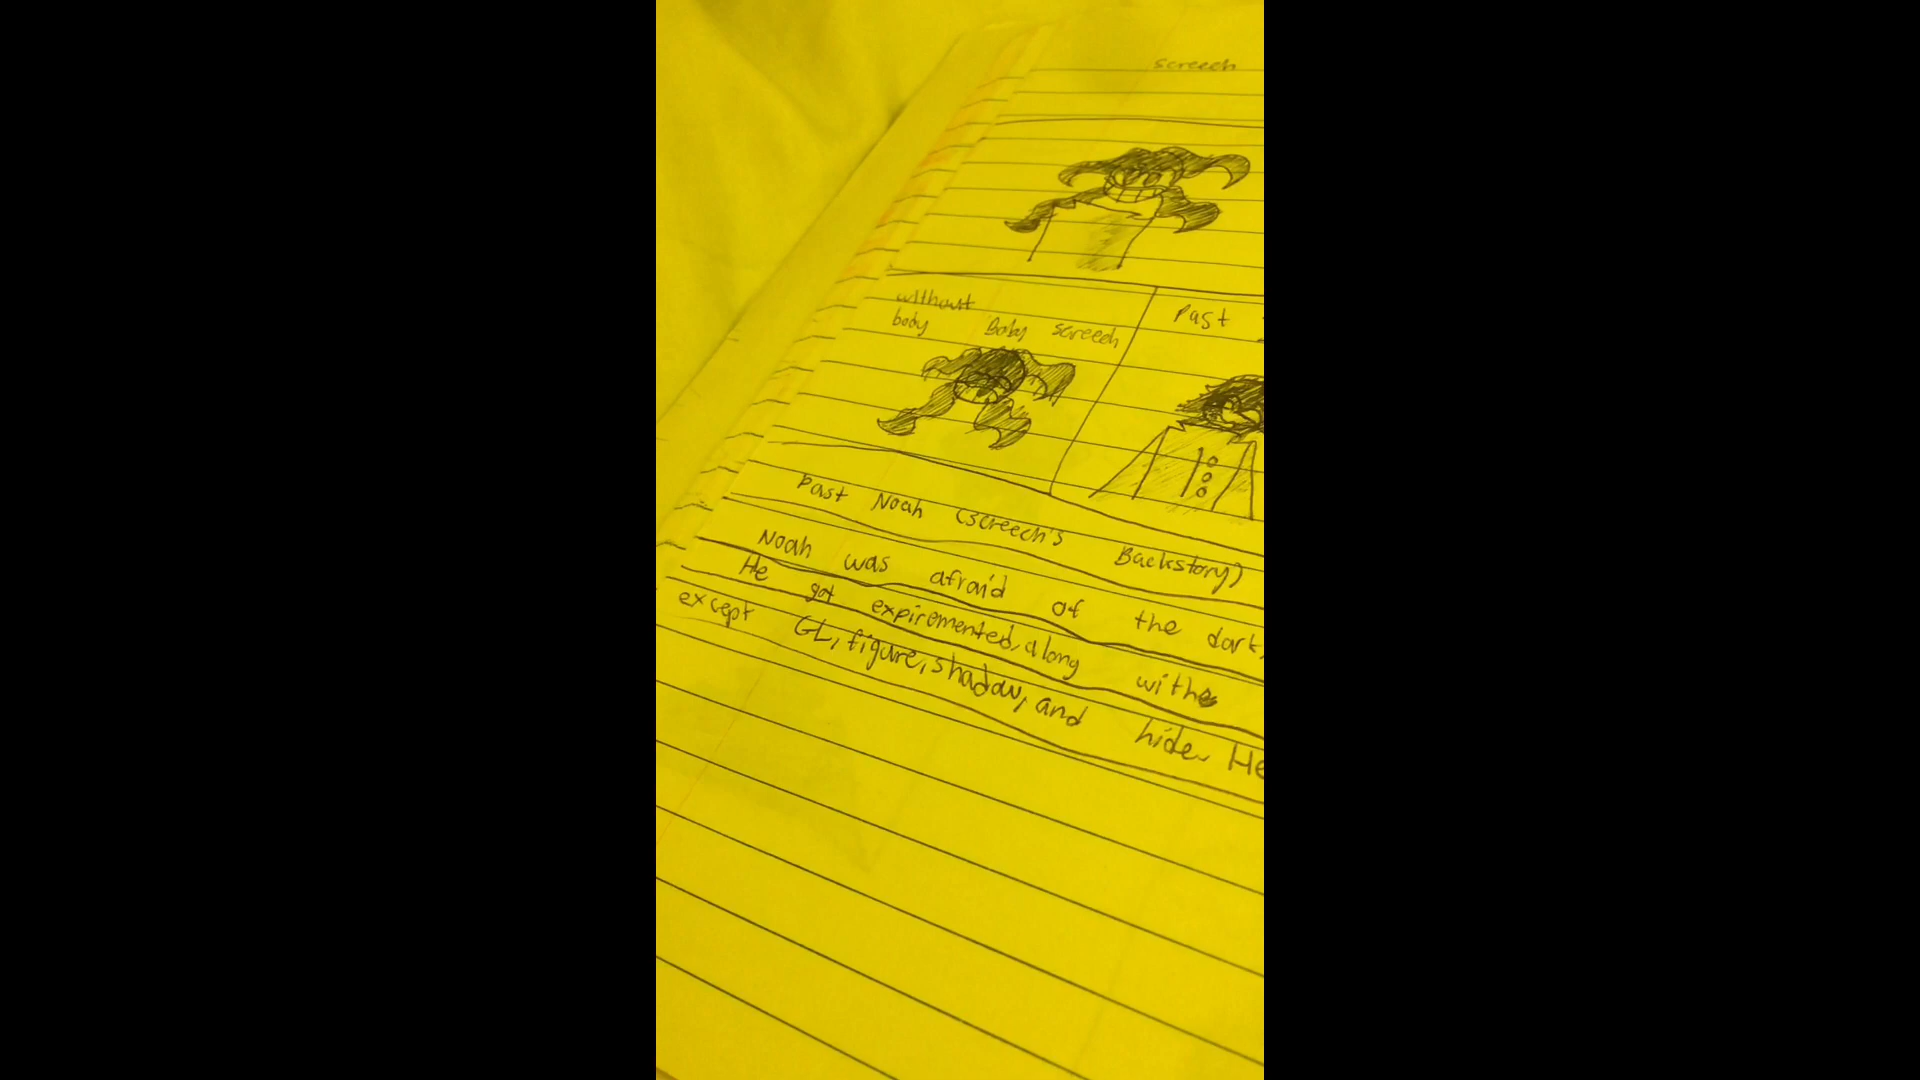 screech
without
body Baby screech
Past
Past Noah (screech's Backstory)
Noah was afraid of the dark,
He got expiremented, along with
except GL, figure, shadow, and hide. He